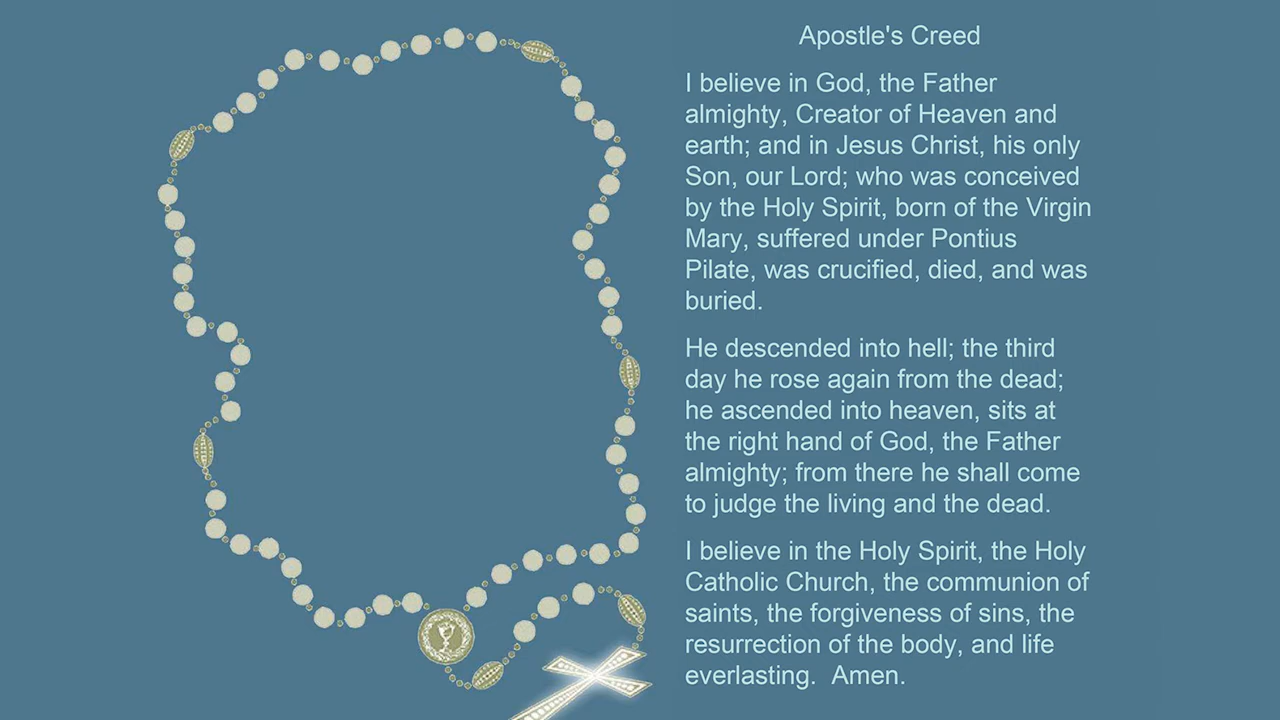 Apostle's Creed
I believe in God, the Father
almighty, Creator of Heaven and
earth; and in Jesus Christ, his only
Son, our Lord; who was conceived
by the Holy Spirit, born of the Virgin
Mary, suffered under Pontius
Pilate, was crucified, died, and was
buried.
He descended into hell; the third
day he rose again from the dead;
he ascended into heaven, sits at
the right hand of God, the Father
almighty; from there he shall come
to judge the living and the dead.
I believe in the Holy Spirit, the Holy
Catholic Church, the communion of
saints, the forgiveness of sins, the
resurrection of the body, and life
everlasting.  Amen.